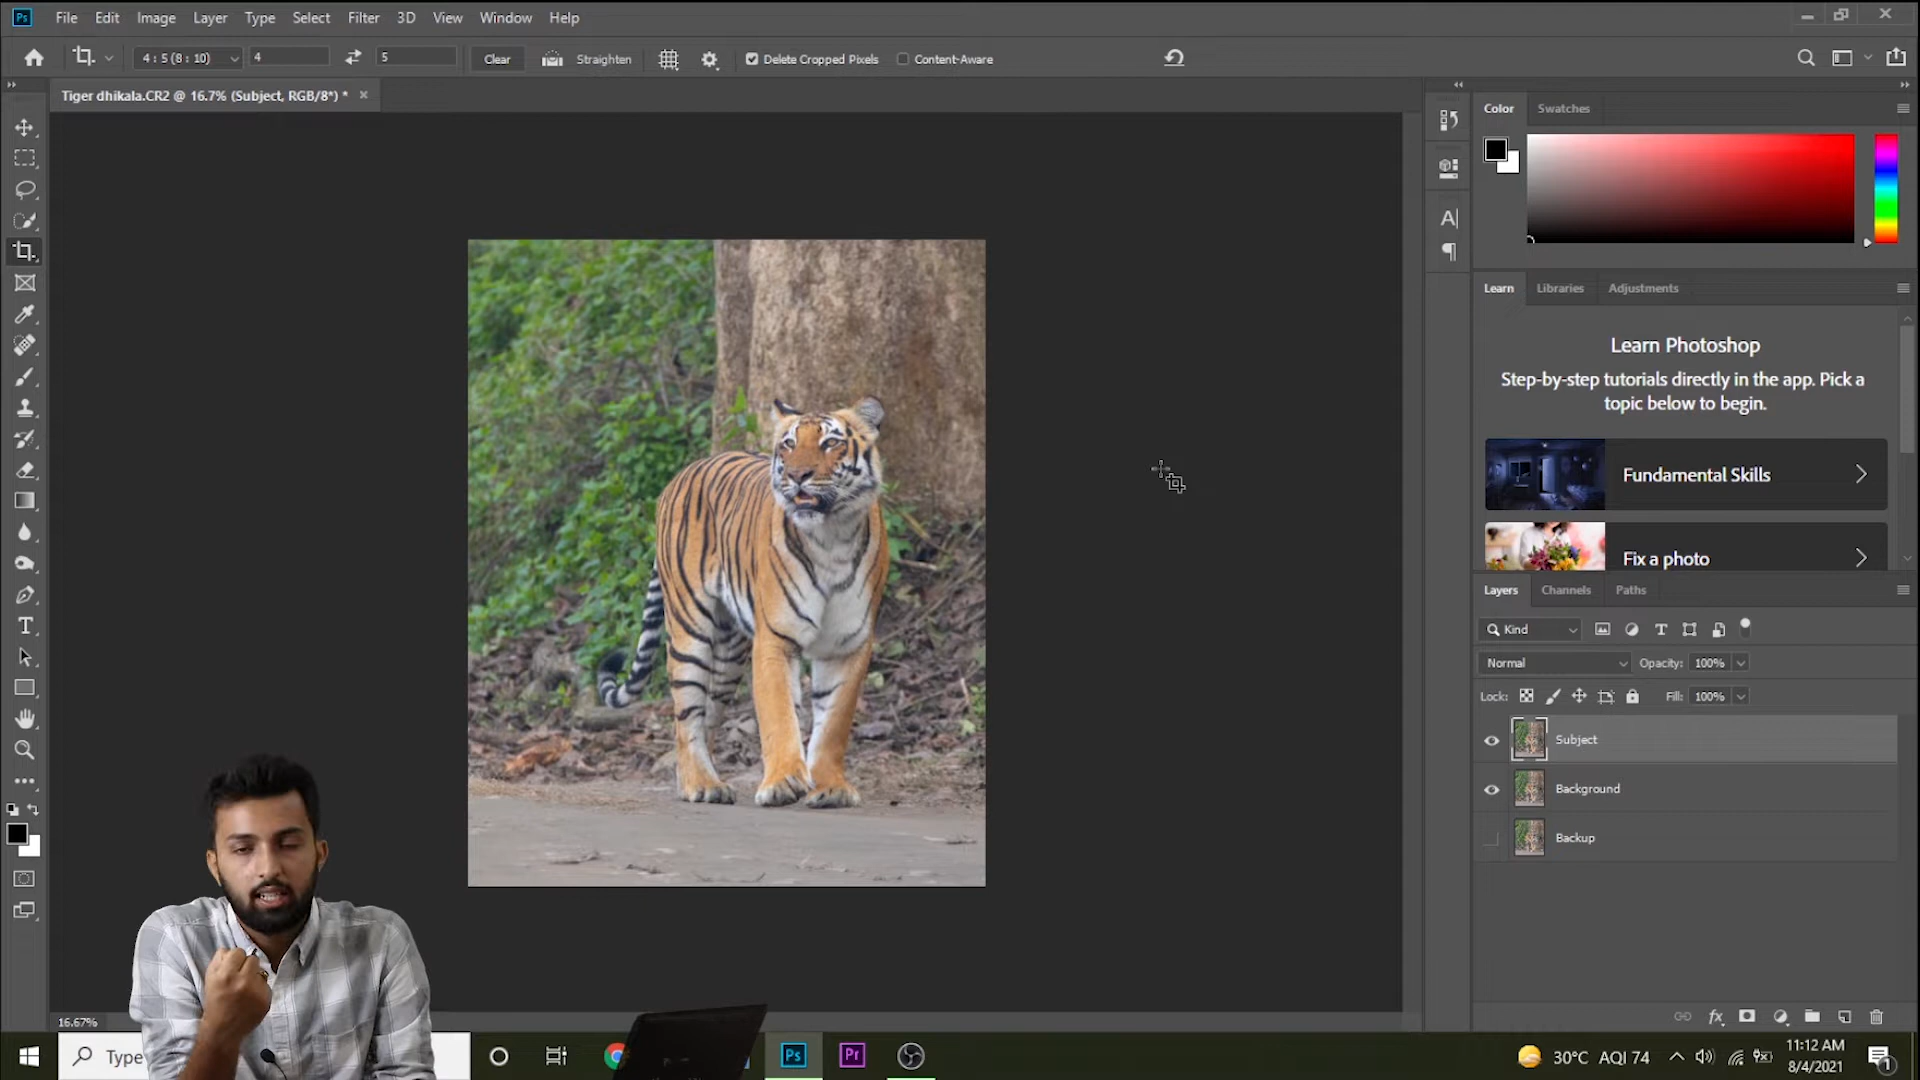 Ps File Edit Image Layer Type Select Filter 3D View Window Help
4 : 5 (8 : 10) 4 5 Clear Straighten Delete Cropped Pixels Content-Aware
Tiger dhikala.CR2 @ 16.7% (Subject, RGB/8*) *
Color Swatches
Learn Libraries Adjustments
Learn Photoshop
Step-by-step tutorials directly in the app. Pick a
topic below to begin.
Fundamental Skills
Fix a photo
Layers Channels Paths
Kind
Normal Opacity: 100%
Lock: Fill: 100%
Subject
Background
Backup
16.67%
Type
Ps Pr
30°C AQI 74
11:12 AM
8/4/2021
1